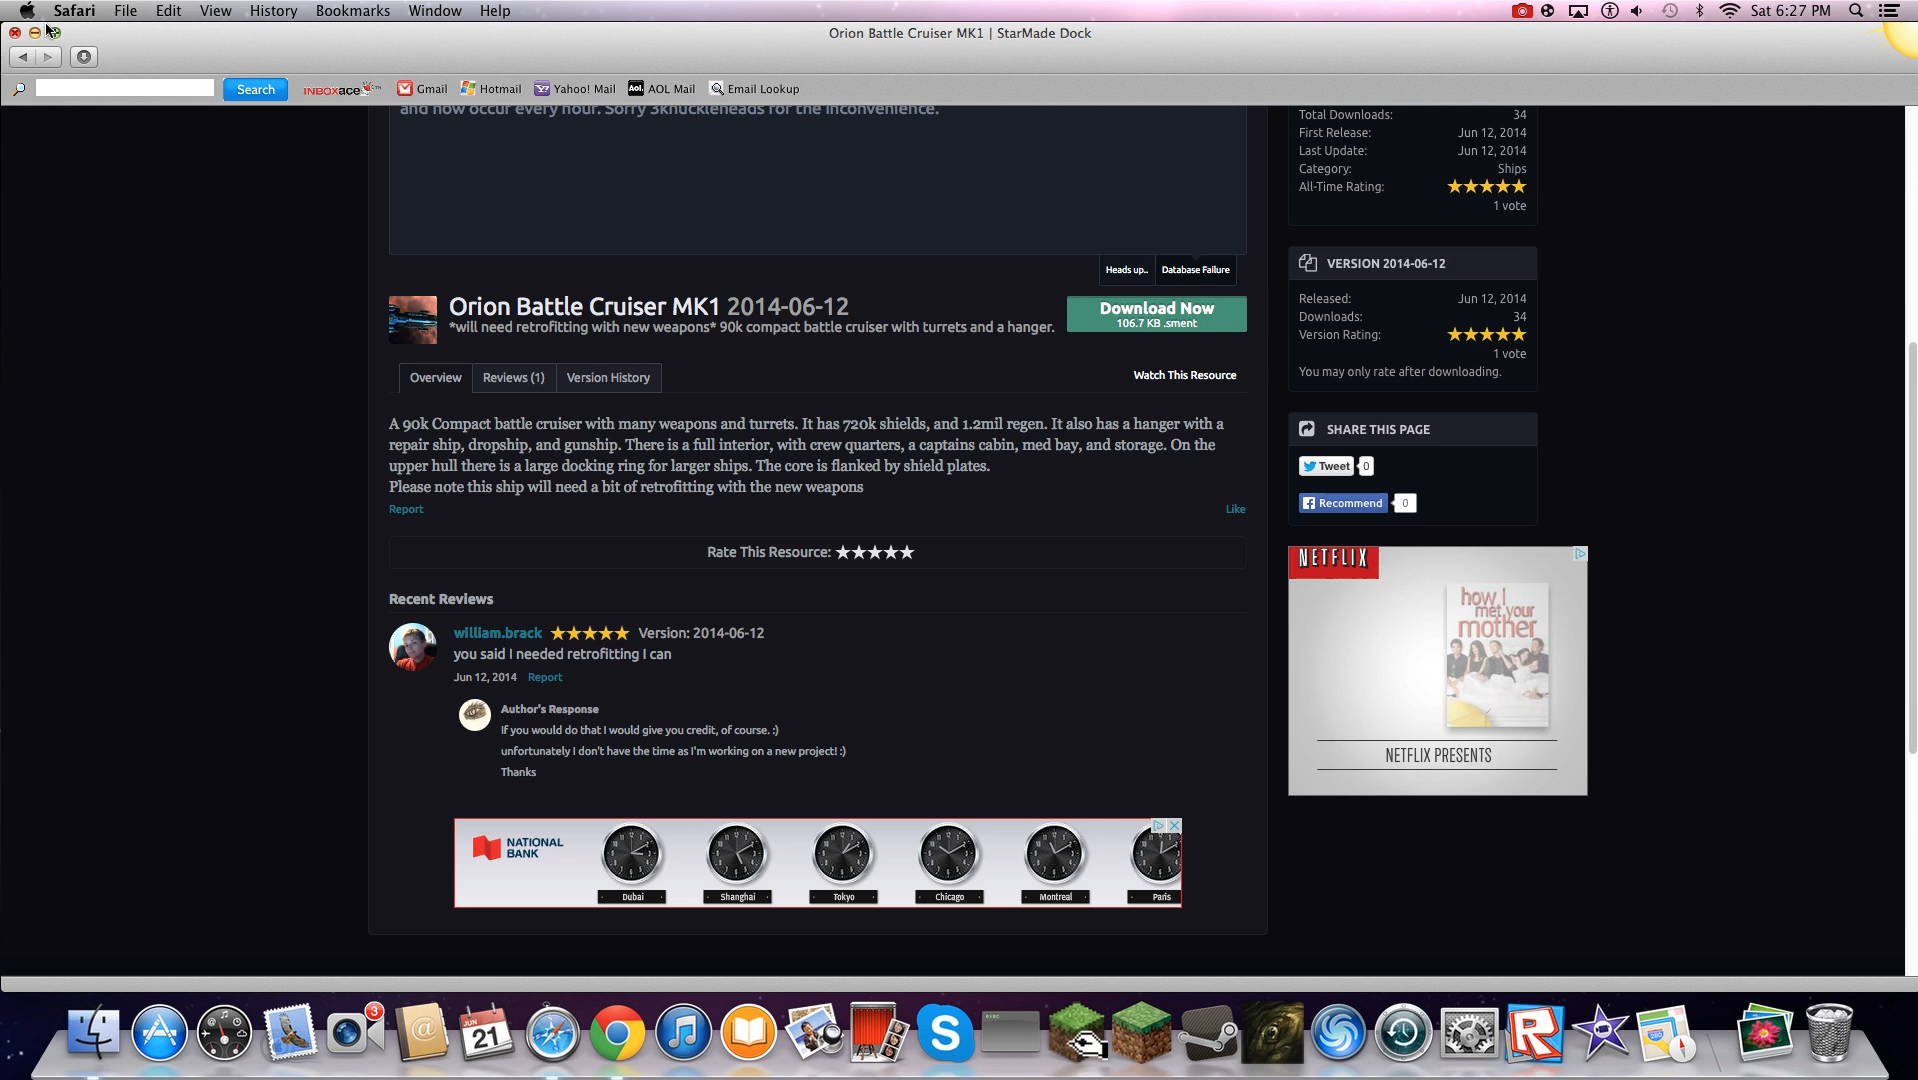 Safari File Edit View History Bookmarks Window Help
Sat 6:27 PM
Orion Battle Cruiser MK1 | StarMade Dock
Search
INBOXace
Gmail
Hotmail
Yahoo! Mail
Aol. AOL Mail
Email Lookup
and now occur every hour. Sorry 3knuckleheads for the inconvenience.
Heads up..
Database Failure
Orion Battle Cruiser MK1 2014-06-12
*will need retrofitting with new weapons* 90k compact battle cruiser with turrets and a hanger.
Download Now
106.7 KB .sment
Overview
Reviews (1)
Version History
Watch This Resource
A 90k Compact battle cruiser with many weapons and turrets. It has 720k shields, and 1.2mil regen. It also has a hanger with a
repair ship, dropship, and gunship. There is a full interior, with crew quarters, a captains cabin, med bay, and storage. On the
upper hull there is a large docking ring for larger ships. The core is flanked by shield plates.
Please note this ship will need a bit of retrofitting with the new weapons
Report
Like
Rate This Resource:
Recent Reviews
william.brack Version: 2014-06-12
you said I needed retrofitting I can
Jun 12, 2014 Report
Author's Response
If you would do that I would give you credit, of course. :)
unfortunately I don't have the time as I'm working on a new project! :)
Thanks
NATIONAL
BANK
Dubai
Shanghai
Tokyo
Chicago
Montreal
Paris
Total Downloads: 34
First Release: Jun 12, 2014
Last Update: Jun 12, 2014
Category: Ships
All-Time Rating:
1 vote
VERSION 2014-06-12
Released: Jun 12, 2014
Downloads: 34
Version Rating:
1 vote
You may only rate after downloading.
SHARE THIS PAGE
Tweet 0
Recommend 0
NETFLIX
how i
met your
mother
NETFLIX PRESENTS
3
JUN
21